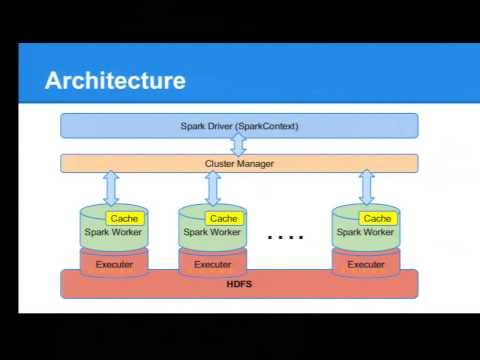 Architecture
Spark Driver (SparkContext)
Cluster Manager
Cache
Spark Worker
Executer
Cache
Spark Worker
Executer
. . . .
Cache
Spark Worker
Executer
HDFS